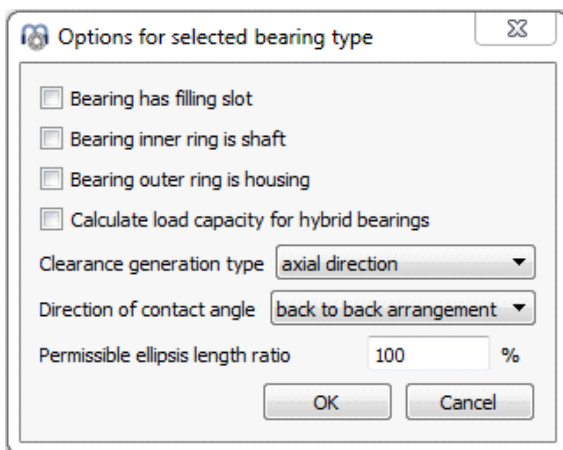 Options for selected bearing type
Bearing has filling slot
Bearing inner ring is shaft
Bearing outer ring is housing
Calculate load capacity for hybrid bearings
Clearance generation type axial direction
Direction of contact angle back to back arrangement
Permissible ellipsis length ratio 100 %
OK Cancel